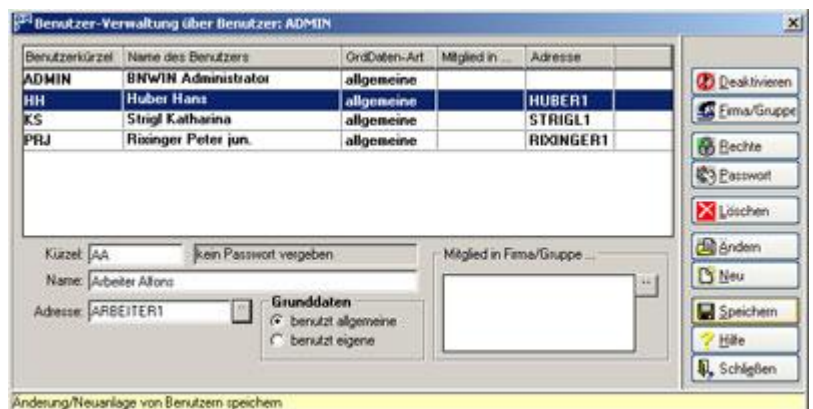 Benutzer-Verwaltung über Benutzer: ADMIN
Benutzerkürzel Name des Benutzers GrdDaten-Art Mitglied in ... Adresse
ADMIN BNWIN Administrator allgemeine
HH Huber Hans allgemeine HUBER1
KS Strigl Katharina allgemeine STRIGL1
PRJ Rixinger Peter jun. allgemeine RIXINGER1
Deaktivieren
Firma/Gruppe
Rechte
Passwort
Löschen
Ändern
Neu
Speichern
Hilfe
Schließen
Kürzel: AA kein Passwort vergeben
Name: Arbeiter Alfons
Adresse: ARBEITER1 ..
Grunddaten
benutzt allgemeine
benutzt eigene
Mitglied in Firma/Gruppe ...
..
Änderung/Neuanlage von Benutzern speichern